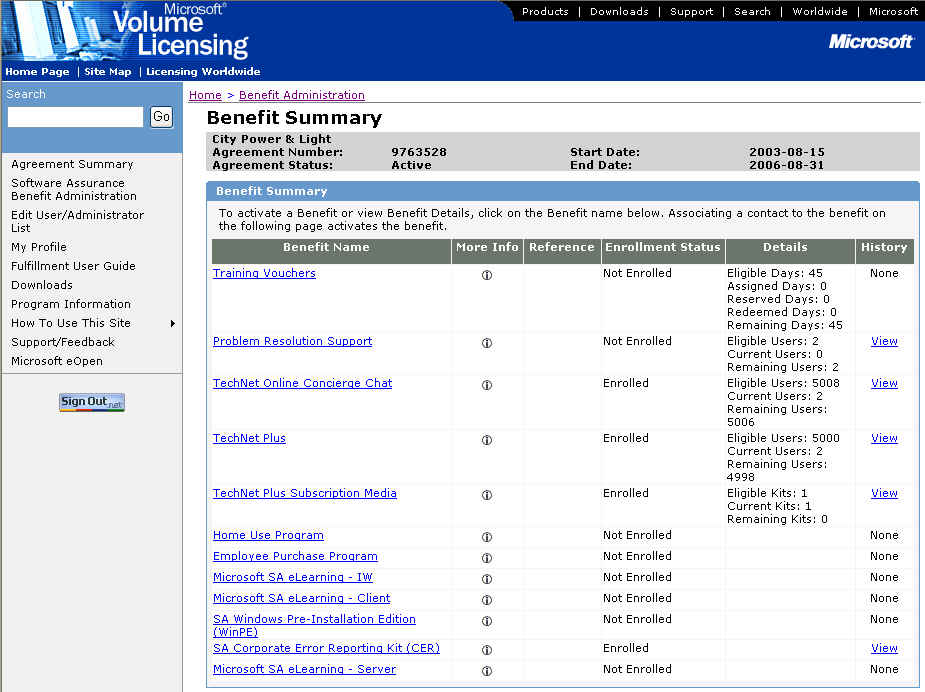 Products | Downloads | Support | Search | Worldwide | Microsoft
Microsoft®
Volume
Licensing
Microsoft
Home Page | Site Map | Licensing Worldwide
Search
Go
Agreement Summary
Software Assurance
Benefit Administration
Edit User/Administrator
List
My Profile
Fulfillment User Guide
Downloads
Program Information
How To Use This Site
Support/Feedback
Microsoft eOpen
Sign Out .net
Home > Benefit Administration
Benefit Summary
City Power & Light
Agreement Number: 9763528 Start Date: 2003-08-15
Agreement Status: Active End Date: 2006-08-31
Benefit Summary
To activate a Benefit or view Benefit Details, click on the Benefit name below. Associating a contact to the benefit on
the following page activates the benefit.
Benefit Name More Info Reference Enrollment Status Details History
Training Vouchers Not Enrolled Eligible Days: 45 None
Assigned Days: 0
Reserved Days: 0
Redeemed Days: 0
Remaining Days: 45
Problem Resolution Support Not Enrolled Eligible Users: 2 View
Current Users: 0
Remaining Users: 2
TechNet Online Concierge Chat Enrolled Eligible Users: 5008 View
Current Users: 2
Remaining Users:
5006
TechNet Plus Enrolled Eligible Users: 5000 View
Current Users: 2
Remaining Users:
4998
TechNet Plus Subscription Media Enrolled Eligible Kits: 1 View
Current Kits: 1
Remaining Kits: 0
Home Use Program Not Enrolled None
Employee Purchase Program Not Enrolled None
Microsoft SA eLearning - IW Not Enrolled None
Microsoft SA eLearning - Client Not Enrolled None
SA Windows Pre-Installation Edition Not Enrolled None
(WinPE)
SA Corporate Error Reporting Kit (CER) Enrolled View
Microsoft SA eLearning - Server Not Enrolled None